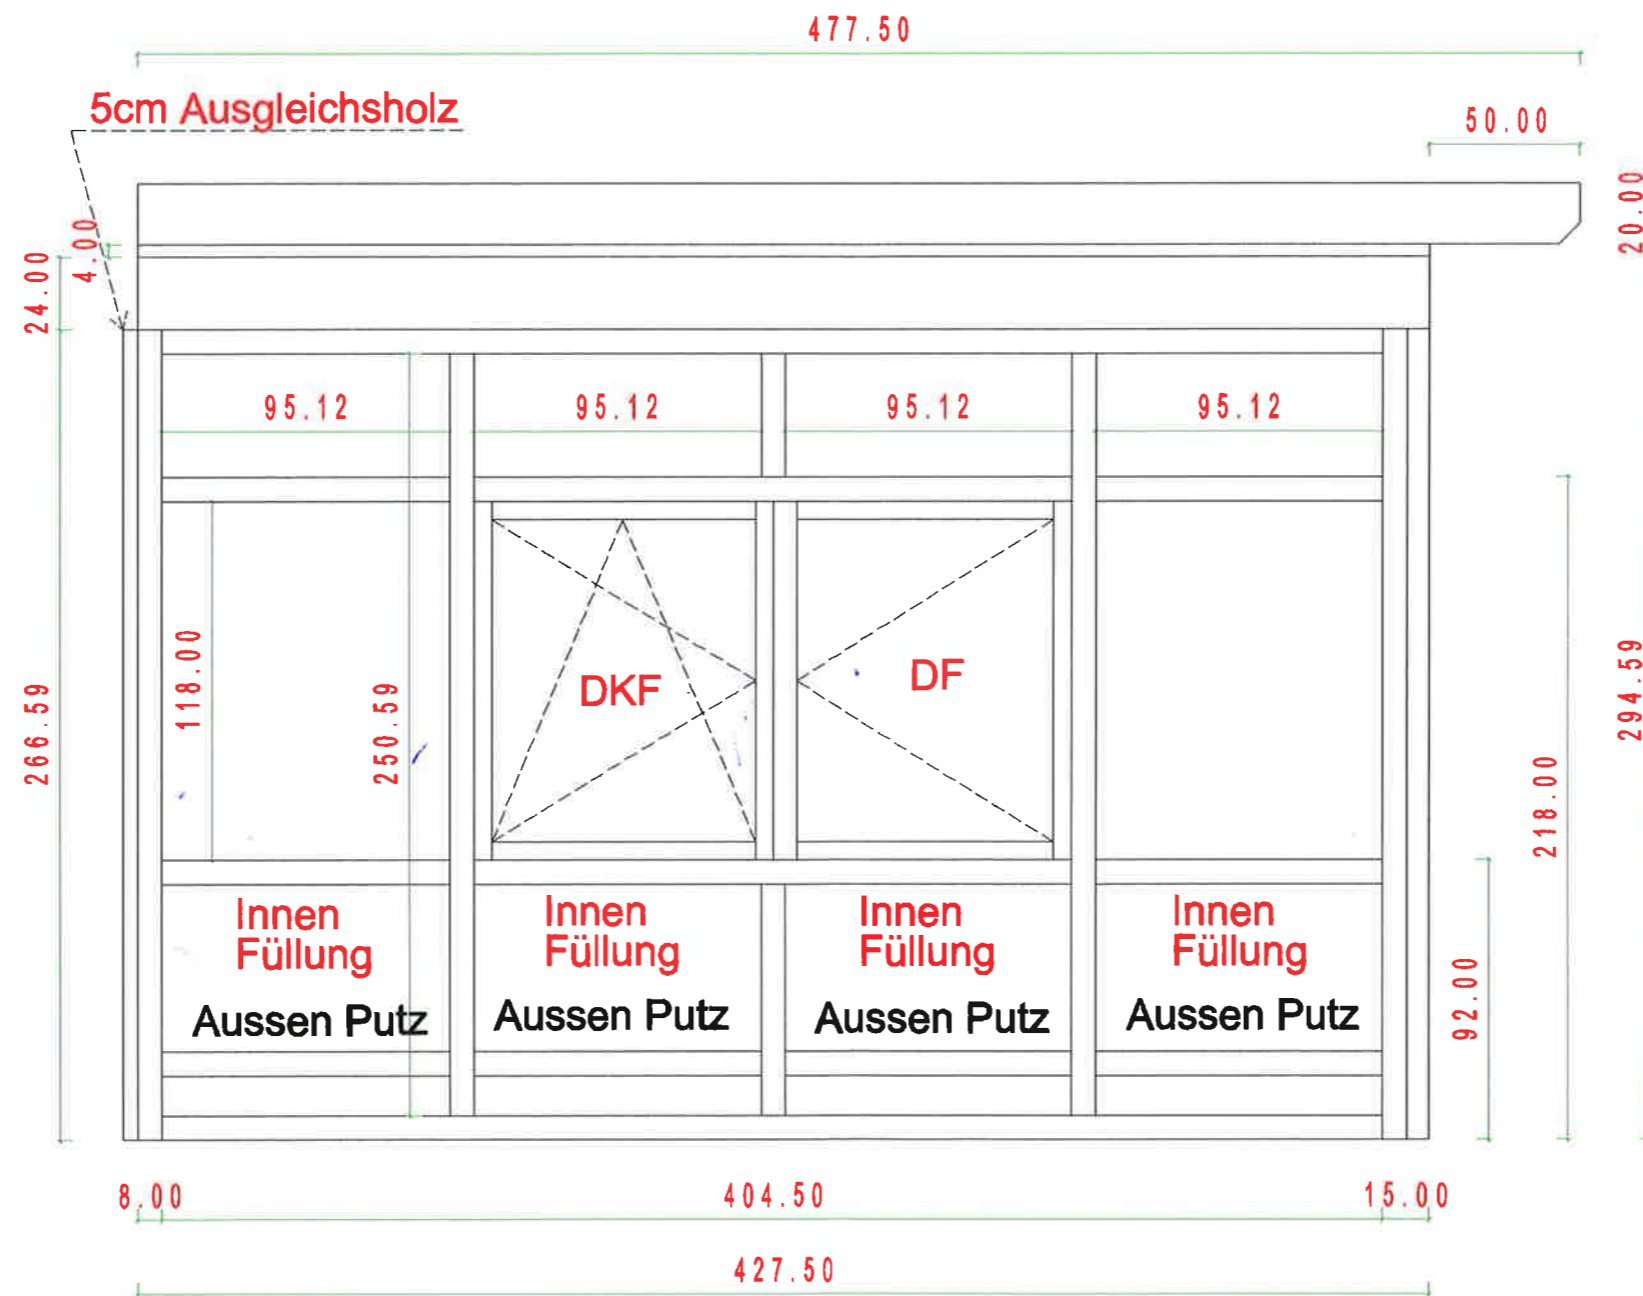 477.50
5cm Ausgleichsholz
50.00
20.00
4.00
24.00
95.12 95.12 95.12 95.12
118.00
250.59
266.59
DKF
DF
294.59
218.00
92.00
Innen Innen Innen Innen
Füllung Füllung Füllung Füllung
Aussen Putz Aussen Putz Aussen Putz Aussen Putz
8.00 404.50 15.00
427.50